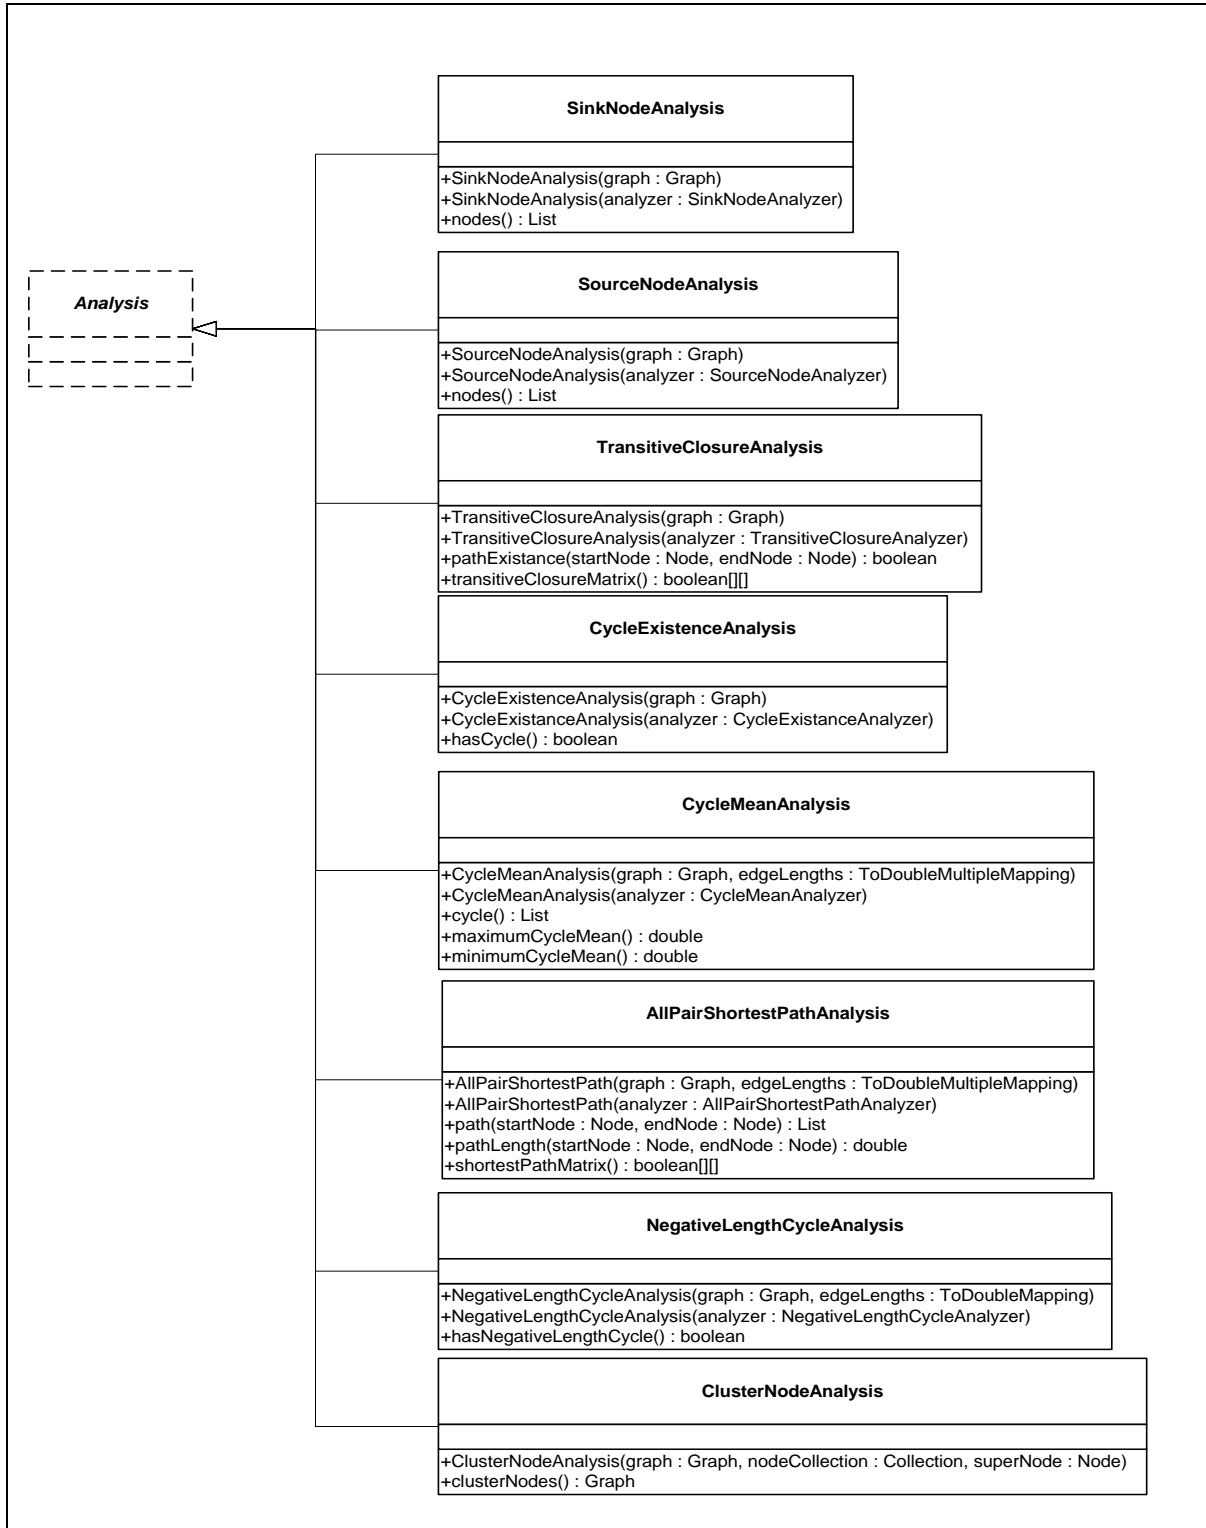 SinkNodeAnalysis
+SinkNodeAnalysis(graph : Graph)
+SinkNodeAnalysis(analyzer : SinkNodeAnalyzer)
+nodes() : List
Analysis
SourceNodeAnalysis
+SourceNodeAnalysis(graph : Graph)
+SourceNodeAnalysis(analyzer : SourceNodeAnalyzer)
+nodes() : List
TransitiveClosureAnalysis
+TransitiveClosureAnalysis(graph : Graph)
+TransitiveClosureAnalysis(analyzer : TransitiveClosureAnalyzer)
+pathExistance(startNode : Node, endNode : Node) : boolean
+transitiveClosureMatrix() : boolean[][]
CycleExistenceAnalysis
+CycleExistenceAnalysis(graph : Graph)
+CycleExistanceAnalysis(analyzer : CycleExistanceAnalyzer)
+hasCycle() : boolean
CycleMeanAnalysis
+CycleMeanAnalysis(graph : Graph, edgeLengths : ToDoubleMultipleMapping)
+CycleMeanAnalysis(analyzer : CycleMeanAnalyzer)
+cycle() : List
+maximumCycleMean() : double
+minimumCycleMean() : double
AllPairShortestPathAnalysis
+AllPairShortestPath(graph : Graph, edgeLengths : ToDoubleMultipleMapping)
+AllPairShortestPath(analyzer : AllPairShortestPathAnalyzer)
+path(startNode : Node, endNode : Node) : List
+pathLength(startNode : Node, endNode : Node) : double
+shortestPathMatrix() : boolean[][]
NegativeLengthCycleAnalysis
+NegativeLengthCycleAnalysis(graph : Graph, edgeLengths : ToDoubleMapping)
+NegativeLengthCycleAnalysis(analyzer : NegativeLengthCycleAnalyzer)
+hasNegativeLengthCycle() : boolean
ClusterNodeAnalysis
+ClusterNodeAnalysis(graph : Graph, nodeCollection : Collection, superNode : Node)
+clusterNodes() : Graph